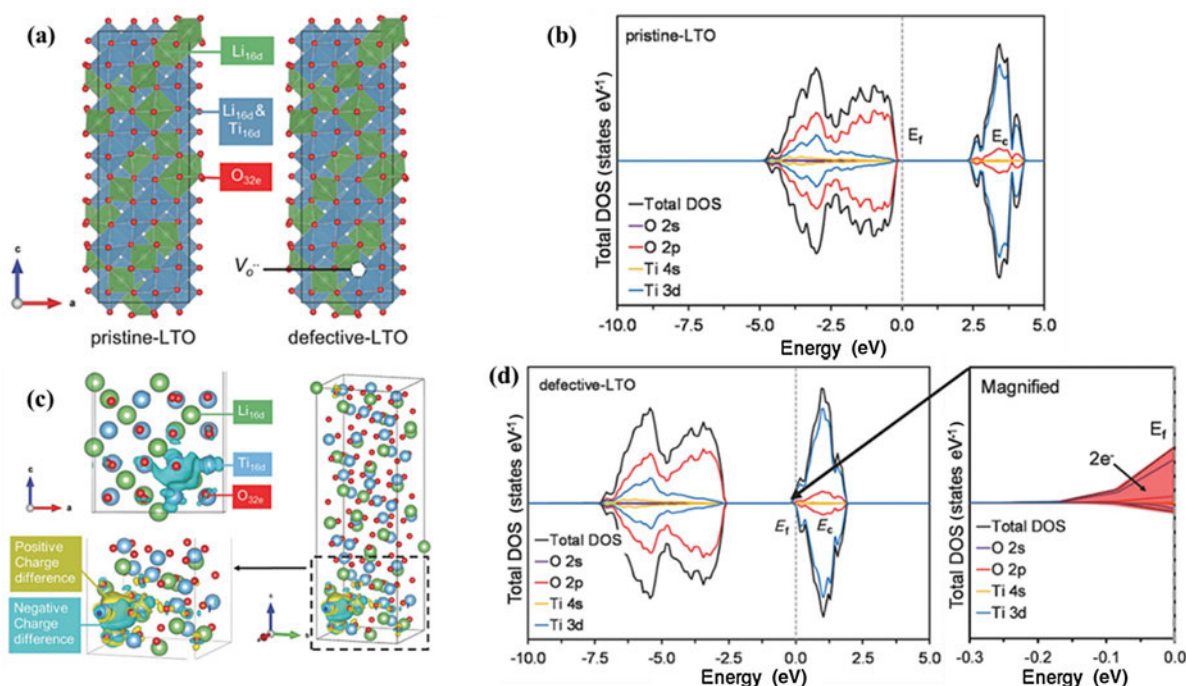 (a)
Li16d
Li16d &
Ti16d
O32e
Vo··
c
a
pristine-LTO
defective-LTO
(b)
pristine-LTO
Ef
Ec
Total DOS (states eV-1)
Total DOS
O 2s
O 2p
Ti 4s
Ti 3d
-10.0 -7.5 -5.0 -2.5 0.0 2.5 5.0
Energy (eV)
(c)
Li16d
Ti16d
O32e
c
a
Positive
Charge
difference
Negative
Charge
difference
(d)
defective-LTO
Ef
Ec
Total DOS (states eV-1)
Total DOS
O 2s
O 2p
Ti 4s
Ti 3d
-10.0 -7.5 -5.0 -2.5 0.0 2.5 5.0
Energy (eV)
Magnified
Ef
2e-
Total DOS (states eV-1)
Total DOS
O 2s
O 2p
Ti 4s
Ti 3d
-0.3 -0.2 -0.1 0.0
Energy (eV)